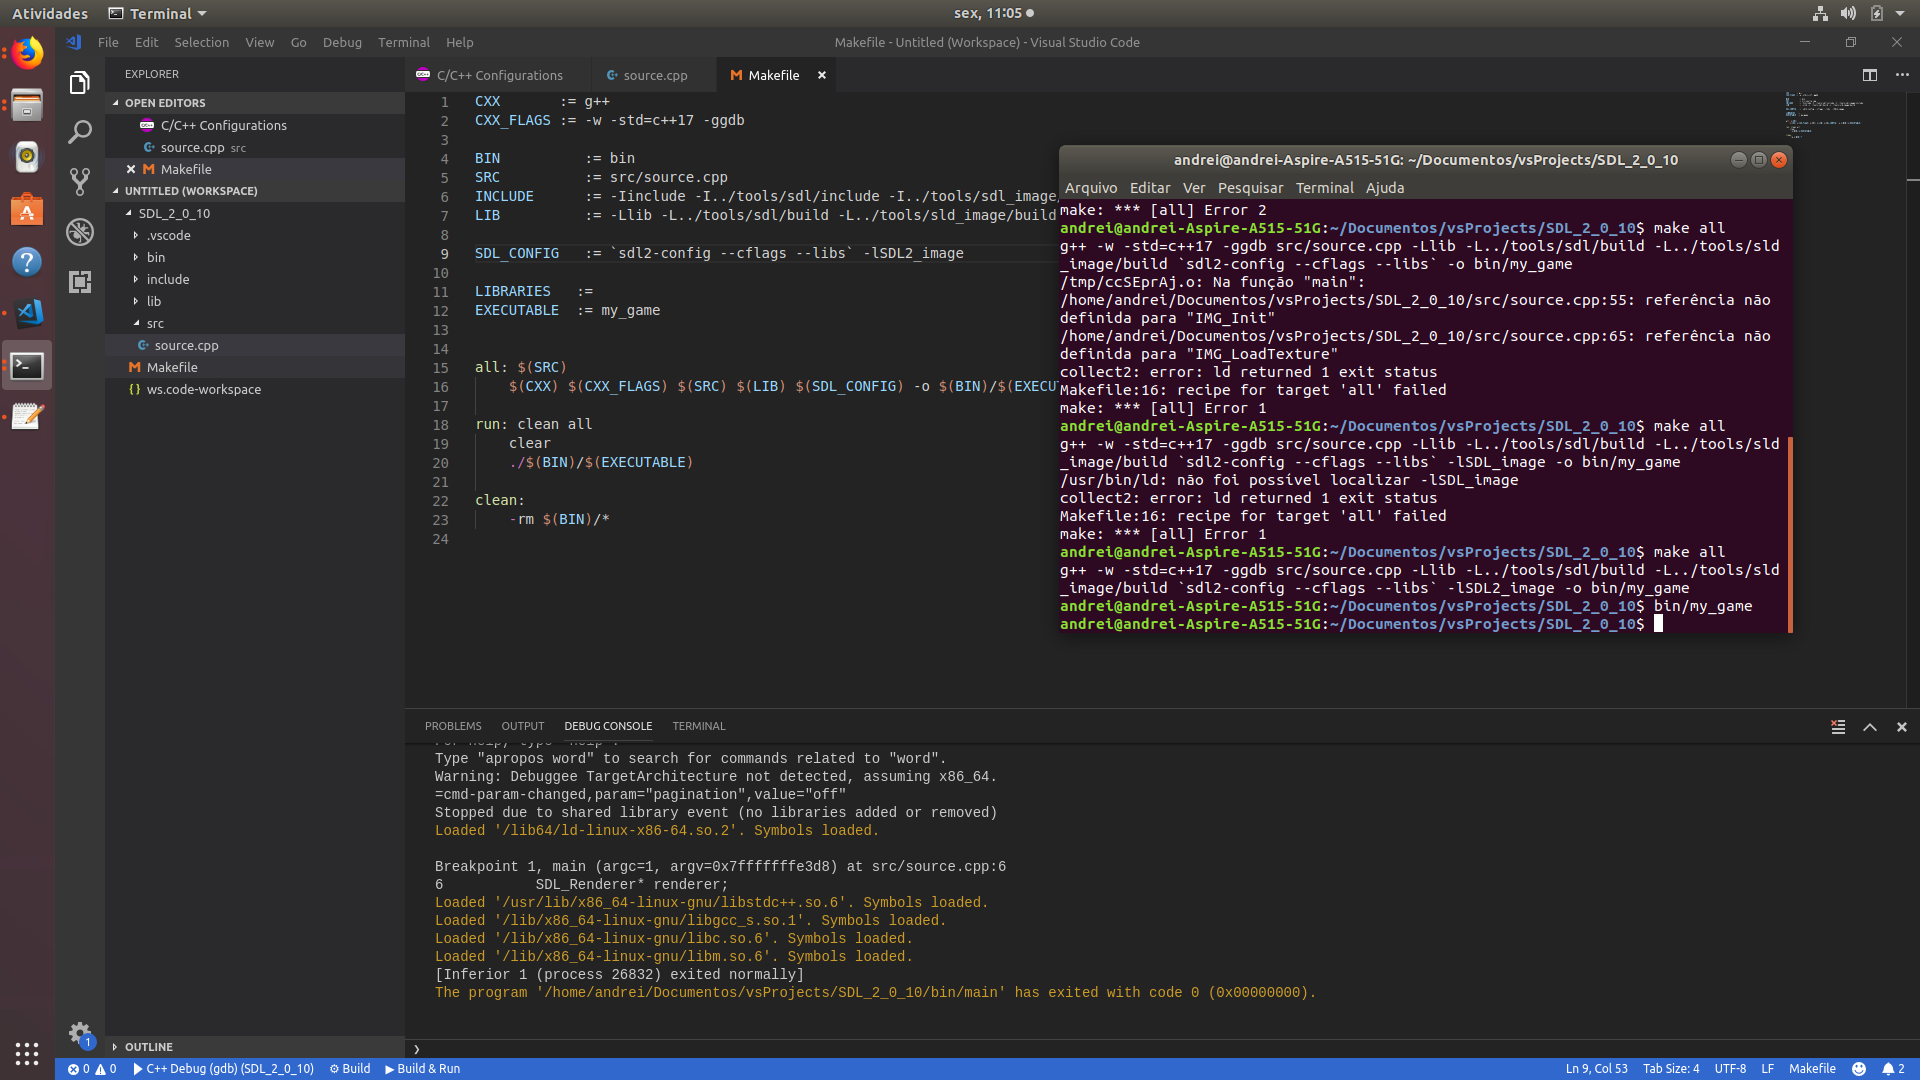 Atividades
Terminal
sex, 11:05
File Edit Selection View Go Debug Terminal Help
Makefile - Untitled (Workspace) - Visual Studio Code
EXPLORER
OPEN EDITORS
C/C++ Configurations
source.cpp src
Makefile
UNTITLED (WORKSPACE)
SDL_2_0_10
.vscode
bin
include
lib
src
source.cpp
Makefile
ws.code-workspace
OUTLINE
C/C++ Configurations
source.cpp
Makefile
1 CXX := g++
2 CXX_FLAGS := -w -std=c++17 -ggdb
3
4 BIN := bin
5 SRC := src/source.cpp
6 INCLUDE := -Iinclude -I../tools/sdl/include -I../tools/sdl_image/
7 LIB := -Llib -L../tools/sdl/build -L../tools/sld_image/build
8
9 SDL_CONFIG := `sdl2-config --cflags --libs` -lSDL2_image
10
11 LIBRARIES :=
12 EXECUTABLE := my_game
13
14
15 all: $(SRC)
16 $(CXX) $(CXX_FLAGS) $(SRC) $(LIB) $(SDL_CONFIG) -o $(BIN)/$(EXECU
17
18 run: clean all
19 clear
20 ./$(BIN)/$(EXECUTABLE)
21
22 clean:
23 -rm $(BIN)/*
24
andrei@andrei-Aspire-A515-51G: ~/Documentos/vsProjects/SDL_2_0_10
Arquivo Editar Ver Pesquisar Terminal Ajuda
make: *** [all] Error 2
andrei@andrei-Aspire-A515-51G:~/Documentos/vsProjects/SDL_2_0_10$ make all
g++ -w -std=c++17 -ggdb src/source.cpp -Llib -L../tools/sdl/build -L../tools/sld
_image/build `sdl2-config --cflags --libs` -o bin/my_game
/tmp/ccSEprAj.o: Na função "main":
/home/andrei/Documentos/vsProjects/SDL_2_0_10/src/source.cpp:55: referência não
definida para "IMG_Init"
/home/andrei/Documentos/vsProjects/SDL_2_0_10/src/source.cpp:65: referência não
definida para "IMG_LoadTexture"
collect2: error: ld returned 1 exit status
Makefile:16: recipe for target 'all' failed
make: *** [all] Error 1
andrei@andrei-Aspire-A515-51G:~/Documentos/vsProjects/SDL_2_0_10$ make all
g++ -w -std=c++17 -ggdb src/source.cpp -Llib -L../tools/sdl/build -L../tools/sld
_image/build `sdl2-config --cflags --libs` -lSDL_image -o bin/my_game
/usr/bin/ld: não foi possível localizar -lSDL_image
collect2: error: ld returned 1 exit status
Makefile:16: recipe for target 'all' failed
make: *** [all] Error 1
andrei@andrei-Aspire-A515-51G:~/Documentos/vsProjects/SDL_2_0_10$ make all
g++ -w -std=c++17 -ggdb src/source.cpp -Llib -L../tools/sdl/build -L../tools/sld
_image/build `sdl2-config --cflags --libs` -lSDL2_image -o bin/my_game
andrei@andrei-Aspire-A515-51G:~/Documentos/vsProjects/SDL_2_0_10$ bin/my_game
andrei@andrei-Aspire-A515-51G:~/Documentos/vsProjects/SDL_2_0_10$
PROBLEMS OUTPUT DEBUG CONSOLE TERMINAL
For help, type "help".
Type "apropos word" to search for commands related to "word".
Warning: Debuggee TargetArchitecture not detected, assuming x86_64.
=cmd-param-changed,param="pagination",value="off"
Stopped due to shared library event (no libraries added or removed)
Loaded '/lib64/ld-linux-x86-64.so.2'. Symbols loaded.
Breakpoint 1, main (argc=1, argv=0x7fffffffe3d8) at src/source.cpp:6
6 SDL_Renderer* renderer;
Loaded '/usr/lib/x86_64-linux-gnu/libstdc++.so.6'. Symbols loaded.
Loaded '/lib/x86_64-linux-gnu/libgcc_s.so.1'. Symbols loaded.
Loaded '/lib/x86_64-linux-gnu/libc.so.6'. Symbols loaded.
Loaded '/lib/x86_64-linux-gnu/libm.so.6'. Symbols loaded.
[Inferior 1 (process 26832) exited normally]
The program '/home/andrei/Documentos/vsProjects/SDL_2_0_10/bin/main' has exited with code 0 (0x00000000).
1
0 0 C++ Debug (gdb) (SDL_2_0_10) Build Build & Run
Ln 9, Col 53 Tab Size: 4 UTF-8 LF Makefile 2